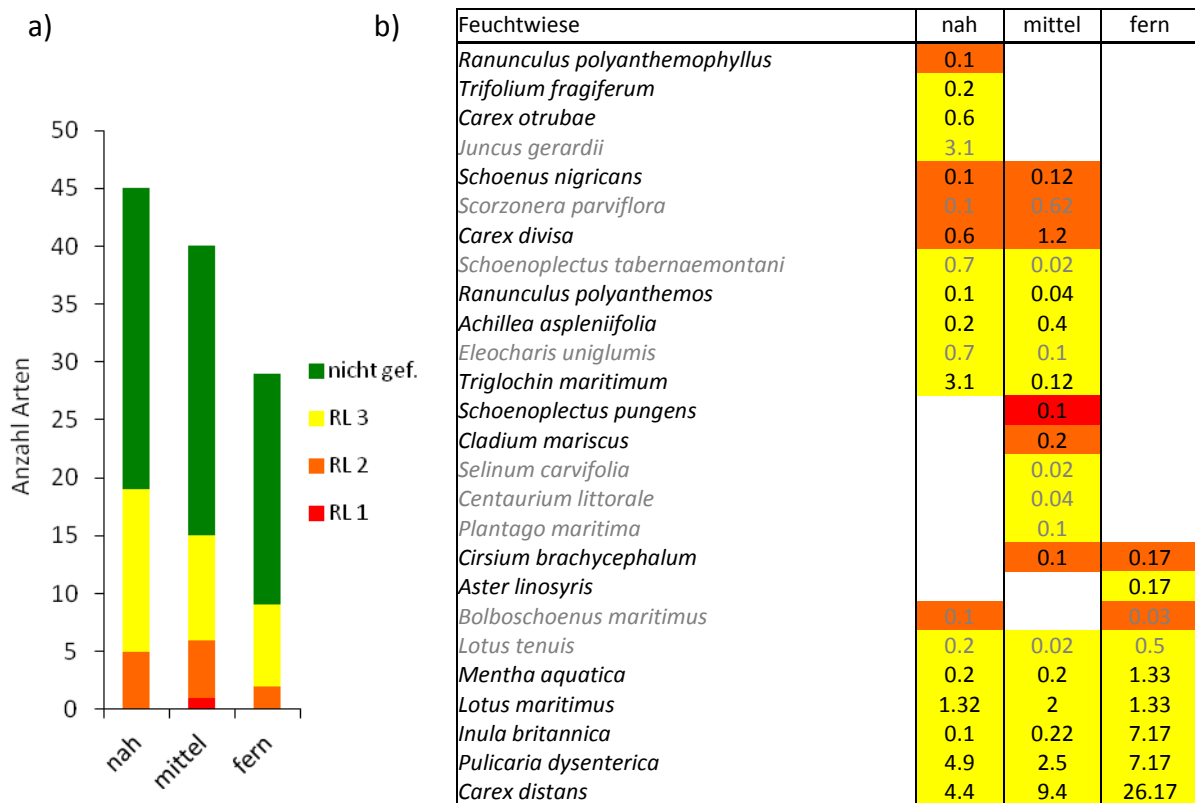 a)
50
45
40
35
30
25
20
15
10
5
0
Anzahl Arten
nah
mittel
fern
nicht gef.
RL 3
RL 2
RL 1
b)
Feuchtwiese nah mittel fern
Ranunculus polyanthemophyllus 0.1
Trifolium fragiferum 0.2
Carex otrubae 0.6
Juncus gerardii 3.1
Schoenus nigricans 0.1 0.12
Scorzonera parviflora 0.1 0.62
Carex divisa 0.6 1.2
Schoenoplectus tabernaemontani 0.7 0.02
Ranunculus polyanthemos 0.1 0.04
Achillea aspleniifolia 0.2 0.4
Eleocharis uniglumis 0.7 0.1
Triglochin maritimum 3.1 0.12
Schoenoplectus pungens 0.1
Cladium mariscus 0.2
Selinum carvifolia 0.02
Centaurium littorale 0.04
Plantago maritima 0.1
Cirsium brachycephalum 0.1 0.17
Aster linosyris 0.17
Bolboschoenus maritimus 0.1 0.03
Lotus tenuis 0.2 0.02 0.5
Mentha aquatica 0.2 0.2 1.33
Lotus maritimus 1.32 2 1.33
Inula britannica 0.1 0.22 7.17
Pulicaria dysenterica 4.9 2.5 7.17
Carex distans 4.4 9.4 26.17